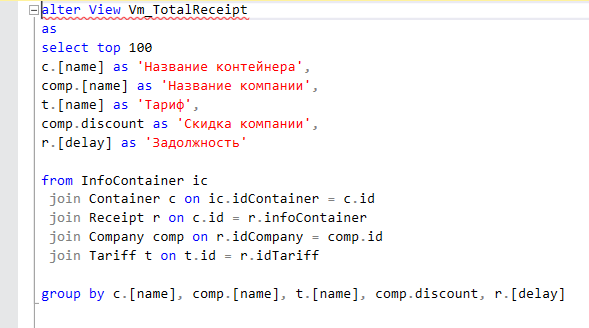 alter View Vm_TotalReceipt
as
select top 100
c.[name] as 'Название контейнера',
comp.[name] as 'Название компании',
t.[name] as 'Тариф',
comp.discount as 'Скидка компании',
r.[delay] as 'Задолжность'
from InfoContainer ic
join Container c on ic.idContainer = c.id
join Receipt r on c.id = r.infoContainer
join Company comp on r.idCompany = comp.id
join Tariff t on t.id = r.idTariff
group by c.[name], comp.[name], t.[name], comp.discount, r.[delay]